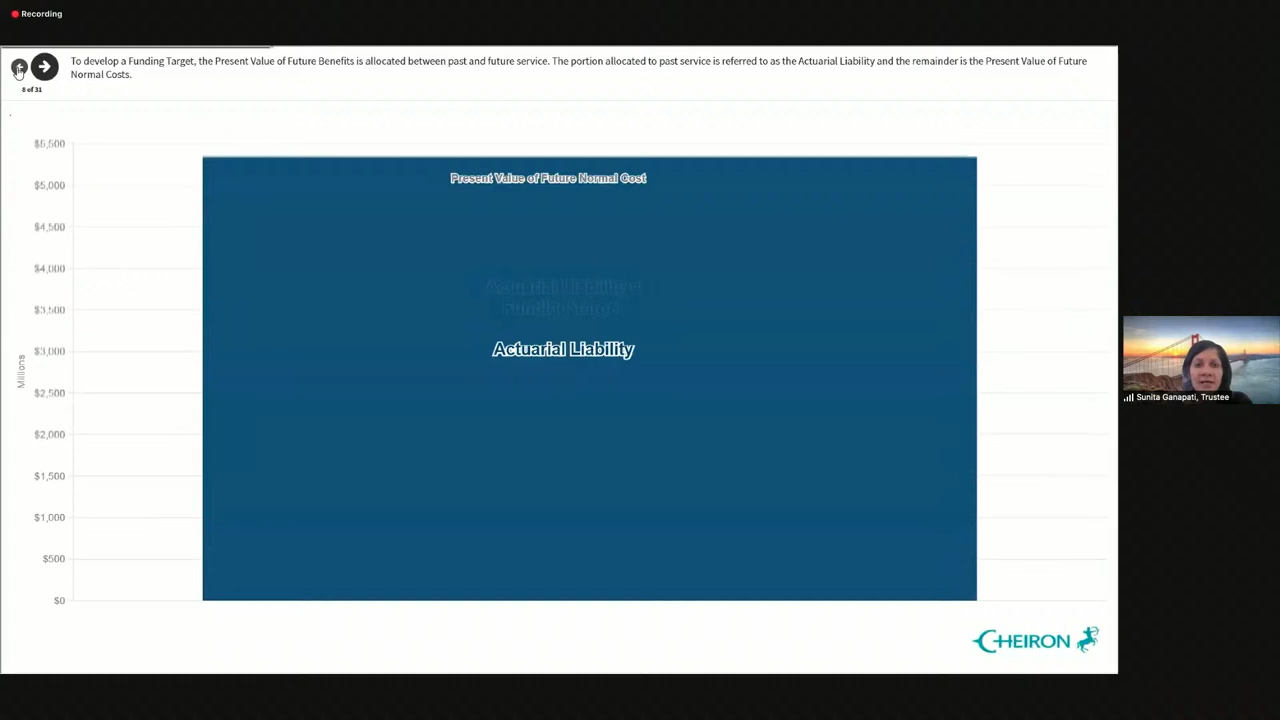 Recording
To develop a Funding Target, the Present Value of Future Benefits is allocated between past and future service. The portion allocated to past service is referred to as the Actuarial Liability and the remainder is the Present Value of Future
Normal Costs.
8 of 31
$5,500
Present Value of Future Normal Cost
$5,000
$4,500
$4,000
Actuarial Liability =
$3,500
Actuarial Liability
$3,000
Millions
$2,500
$2,000
$1,500
$1,000
$500
$0
Sunita Ganapati, Trustee
CHEIRON